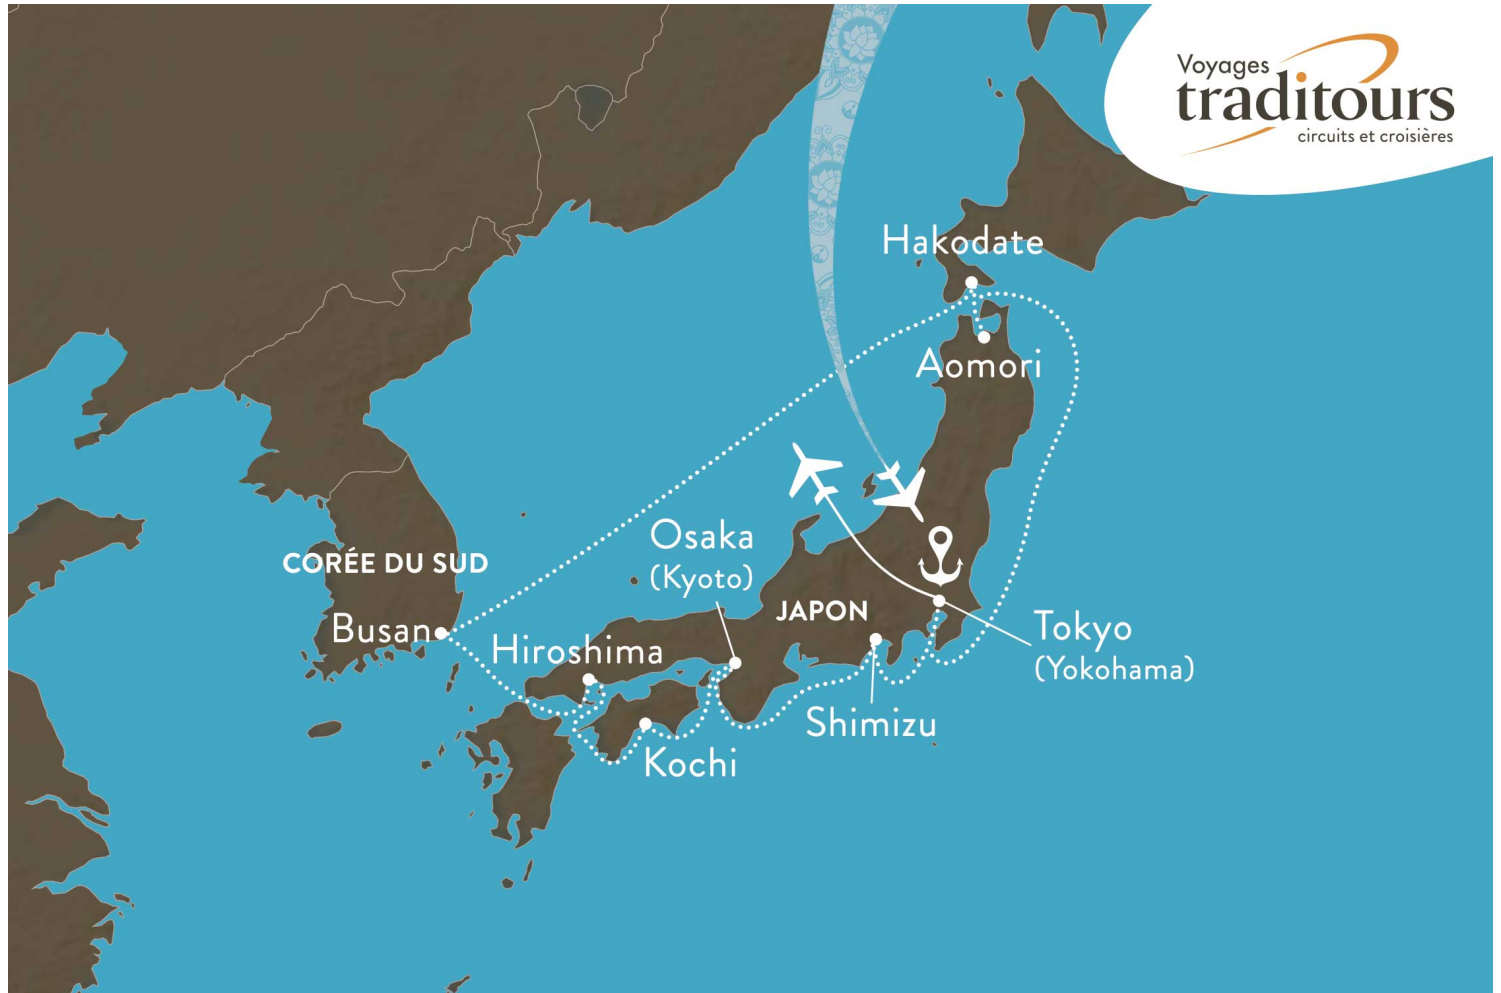 Voyages
traditours
circuits et croisières
Hakodate
Aomori
Osaka
(Kyoto)
CORÉE DU SUD
JAPON
Busan
Hiroshima
Tokyo
(Yokohama)
Shimizu
Kochi